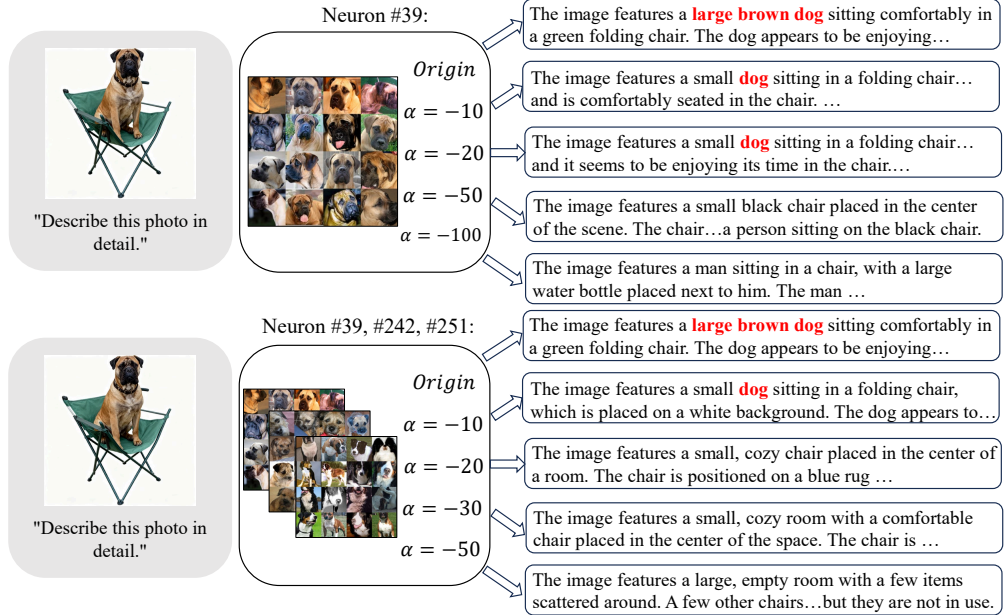 Neuron #39:
"Describe this photo in
detail."
Origin
α = −10
α = −20
α = −50
α = −100
The image features a large brown dog sitting comfortably in
a green folding chair. The dog appears to be enjoying…
The image features a small dog sitting in a folding chair…
and is comfortably seated in the chair. …
The image features a small dog sitting in a folding chair…
and it seems to be enjoying its time in the chair.…
The image features a small black chair placed in the center
of the scene. The chair…a person sitting on the black chair.
The image features a man sitting in a chair, with a large
water bottle placed next to him. The man …
Neuron #39, #242, #251:
"Describe this photo in
detail."
Origin
α = −10
α = −20
α = −30
α = −50
The image features a large brown dog sitting comfortably in
a green folding chair. The dog appears to be enjoying…
The image features a small dog sitting in a folding chair,
which is placed on a white background. The dog appears to…
The image features a small, cozy chair placed in the center of
a room. The chair is positioned on a blue rug …
The image features a small, cozy room with a comfortable
chair placed in the center of the space. The chair is …
The image features a large, empty room with a few items
scattered around. A few other chairs…but they are not in use.